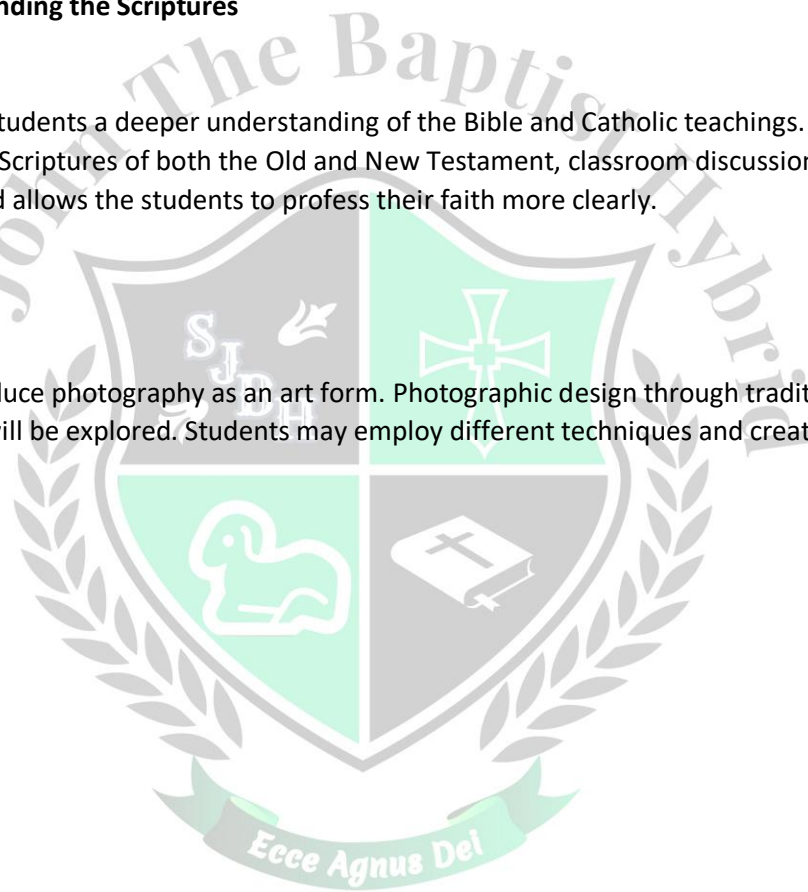 nding the Scriptures
John The Baptist Hybrid
tudents a deeper understanding of the Bible and Catholic teachings.
Scriptures of both the Old and New Testament, classroom discussion
d allows the students to profess their faith more clearly.
SJBH
luce photography as an art form. Photographic design through tradit
will be explored. Students may employ different techniques and creat
Ecce Agnus Dei